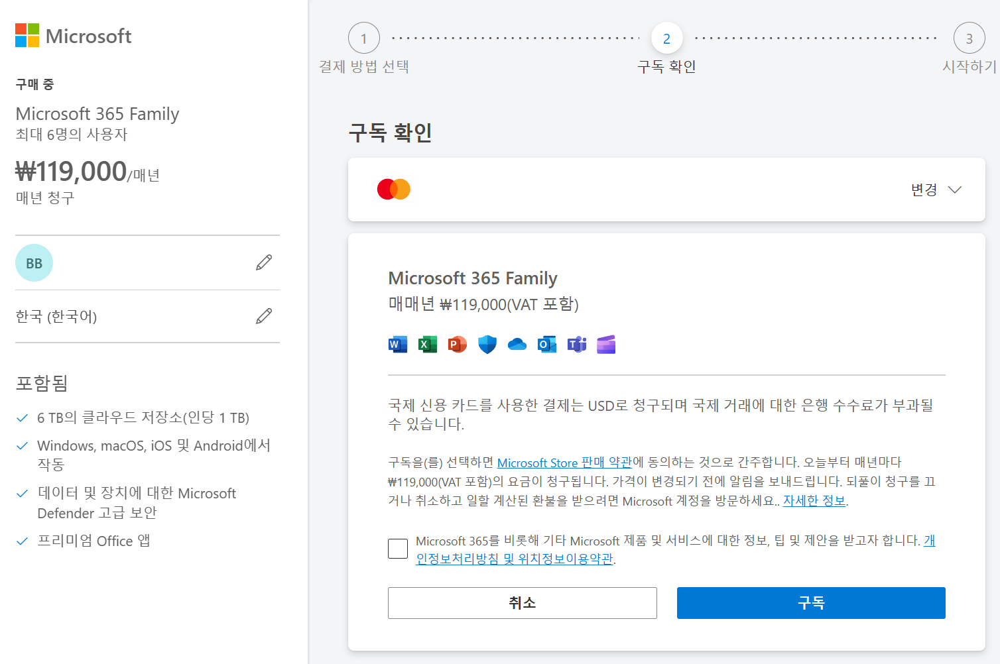 Microsoft
구매 중
Microsoft 365 Family
최대 6명의 사용자
₩119,000/매년
매년 청구
BB
한국 (한국어)
포함됨
6 TB의 클라우드 저장소(인당 1 TB)
Windows, macOS, iOS 및 Android에서
작동
데이터 및 장치에 대한 Microsoft
Defender 고급 보안
프리미엄 Office 앱
1
결제 방법 선택
2
구독 확인
3
시작하기
구독 확인
변경
Microsoft 365 Family
매매년 ₩119,000(VAT 포함)
W
X
P
O
T
국제 신용 카드를 사용한 결제는 USD로 청구되며 국제 거래에 대한 은행 수수료가 부과될
수 있습니다.
구독을(를) 선택하면 Microsoft Store 판매 약관에 동의하는 것으로 간주합니다. 오늘부터 매년마다
₩119,000(VAT 포함)의 요금이 청구됩니다. 가격이 변경되기 전에 알림을 보내드립니다. 되풀이 청구를 끄
거나 취소하고 일할 계산된 환불을 받으려면 Microsoft 계정을 방문하세요.. 자세한 정보.
Microsoft 365를 비롯해 기타 Microsoft 제품 및 서비스에 대한 정보, 팁 및 제안을 받고자 합니다. 개
인정보처리방침 및 위치정보이용약관.
취소
구독